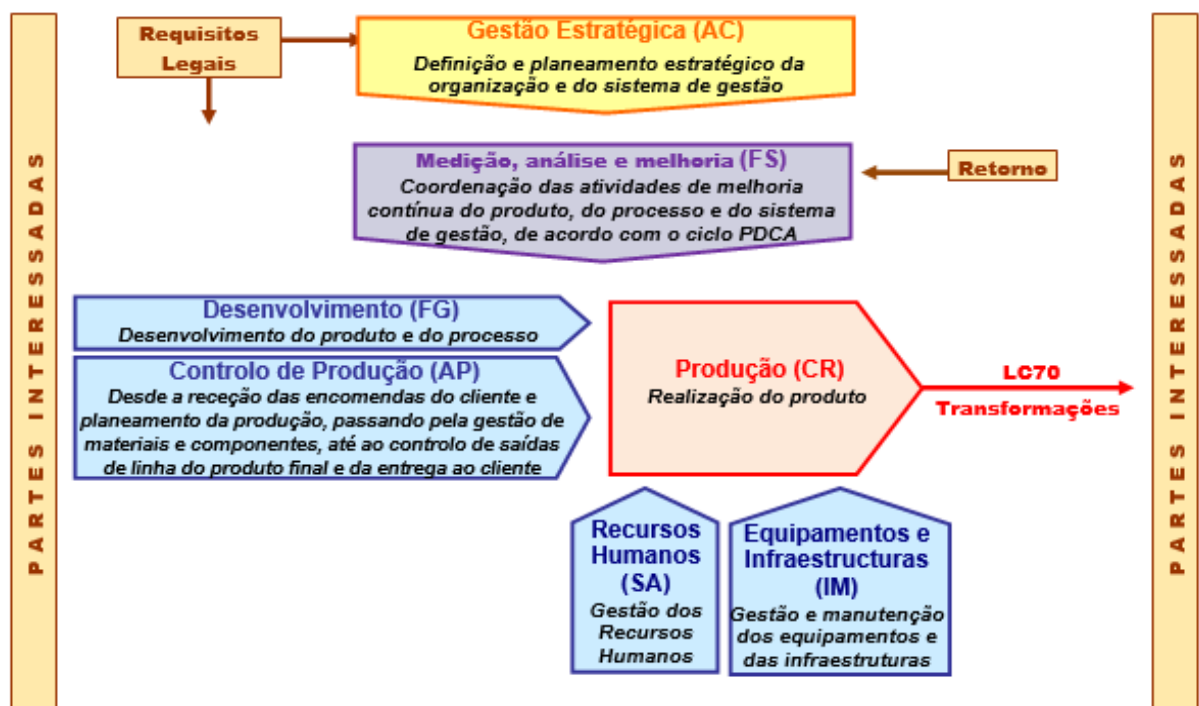 PARTES INTERESSADAS
Requisitos
Legais
Gestão Estratégica (AC)
Definição e planeamento estratégico da
organização e do sistema de gestão
Medição, análise e melhoria (FS)
Coordenação das atividades de melhoria
contínua do produto, do processo e do sistema
de gestão, de acordo com o ciclo PDCA
Retorno
Desenvolvimento (FG)
Desenvolvimento do produto e do processo
Controlo de Produção (AP)
Desde a receção das encomendas do cliente e
planeamento da produção, passando pela gestão de
materiais e componentes, até ao controlo de saídas
de linha do produto final e da entrega ao cliente
Produção (CR)
Realização do produto
LC70
Transformações
Recursos
Humanos
(SA)
Gestão dos
Recursos
Humanos
Equipamentos e
Infraestructuras
(IM)
Gestão e manutenção
dos equipamentos e
das infraestruturas
PARTES INTERESSADAS